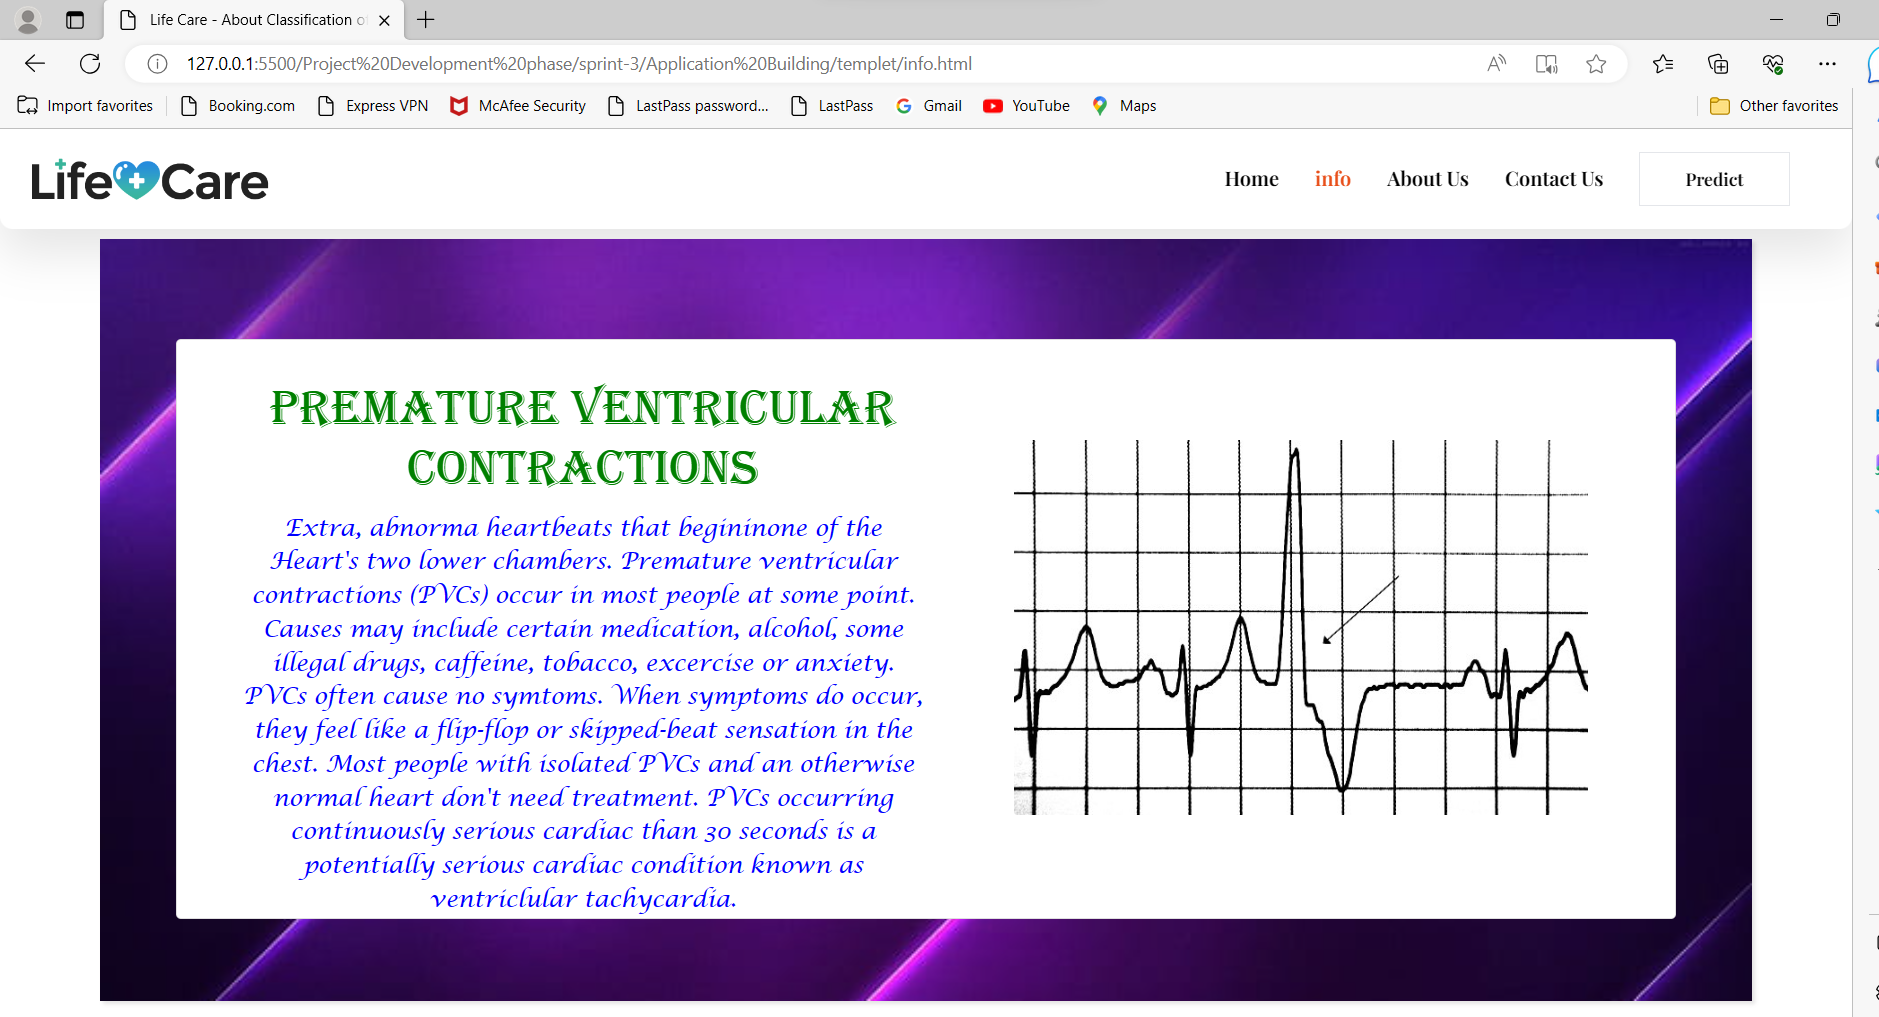 Life Care - About Classification o
127.0.0.1:5500/Project%20Development%20phase/sprint-3/Application%20Building/templet/info.html
Import favorites Booking.com Express VPN McAfee Security LastPass password... LastPass Gmail YouTube Maps Other favorites
Life Care Home info About Us Contact Us Predict
PREMATURE VENTRICULAR
CONTRACTIONS
Extra, abnorma heartbeats that begininone of the
Heart's two lower chambers. Premature ventricular
contractions (PVCs) occur in most people at some point.
Causes may include certain medication, alcohol, some
illegal drugs, caffeine, tobacco, excercise or anxiety.
PVCs often cause no symtoms. When symptoms do occur,
they feel like a flip-flop or skipped-beat sensation in the
chest. Most people with isolated PVCs and an otherwise
normal heart don't need treatment. PVCs occurring
continuously serious cardiac than 30 seconds is a
potentially serious cardiac condition known as
ventriclular tachycardia.